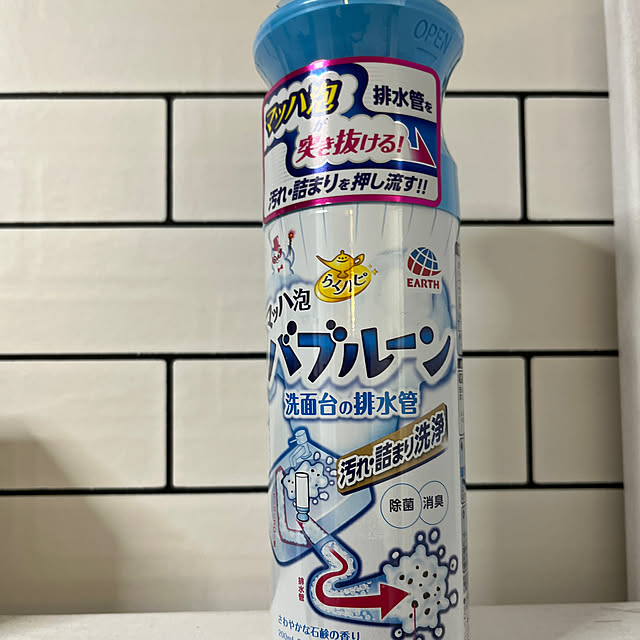 OPEN
マッハ泡
が
排水管を
突き抜ける!
汚れ・詰まりを押し流す!!
らくハピ
EARTH
マッハ泡
バブルーン
洗面台の排水管
汚れ・詰まり洗浄
除菌
消臭
排水管
さわやかな石鹸の香り
200mL